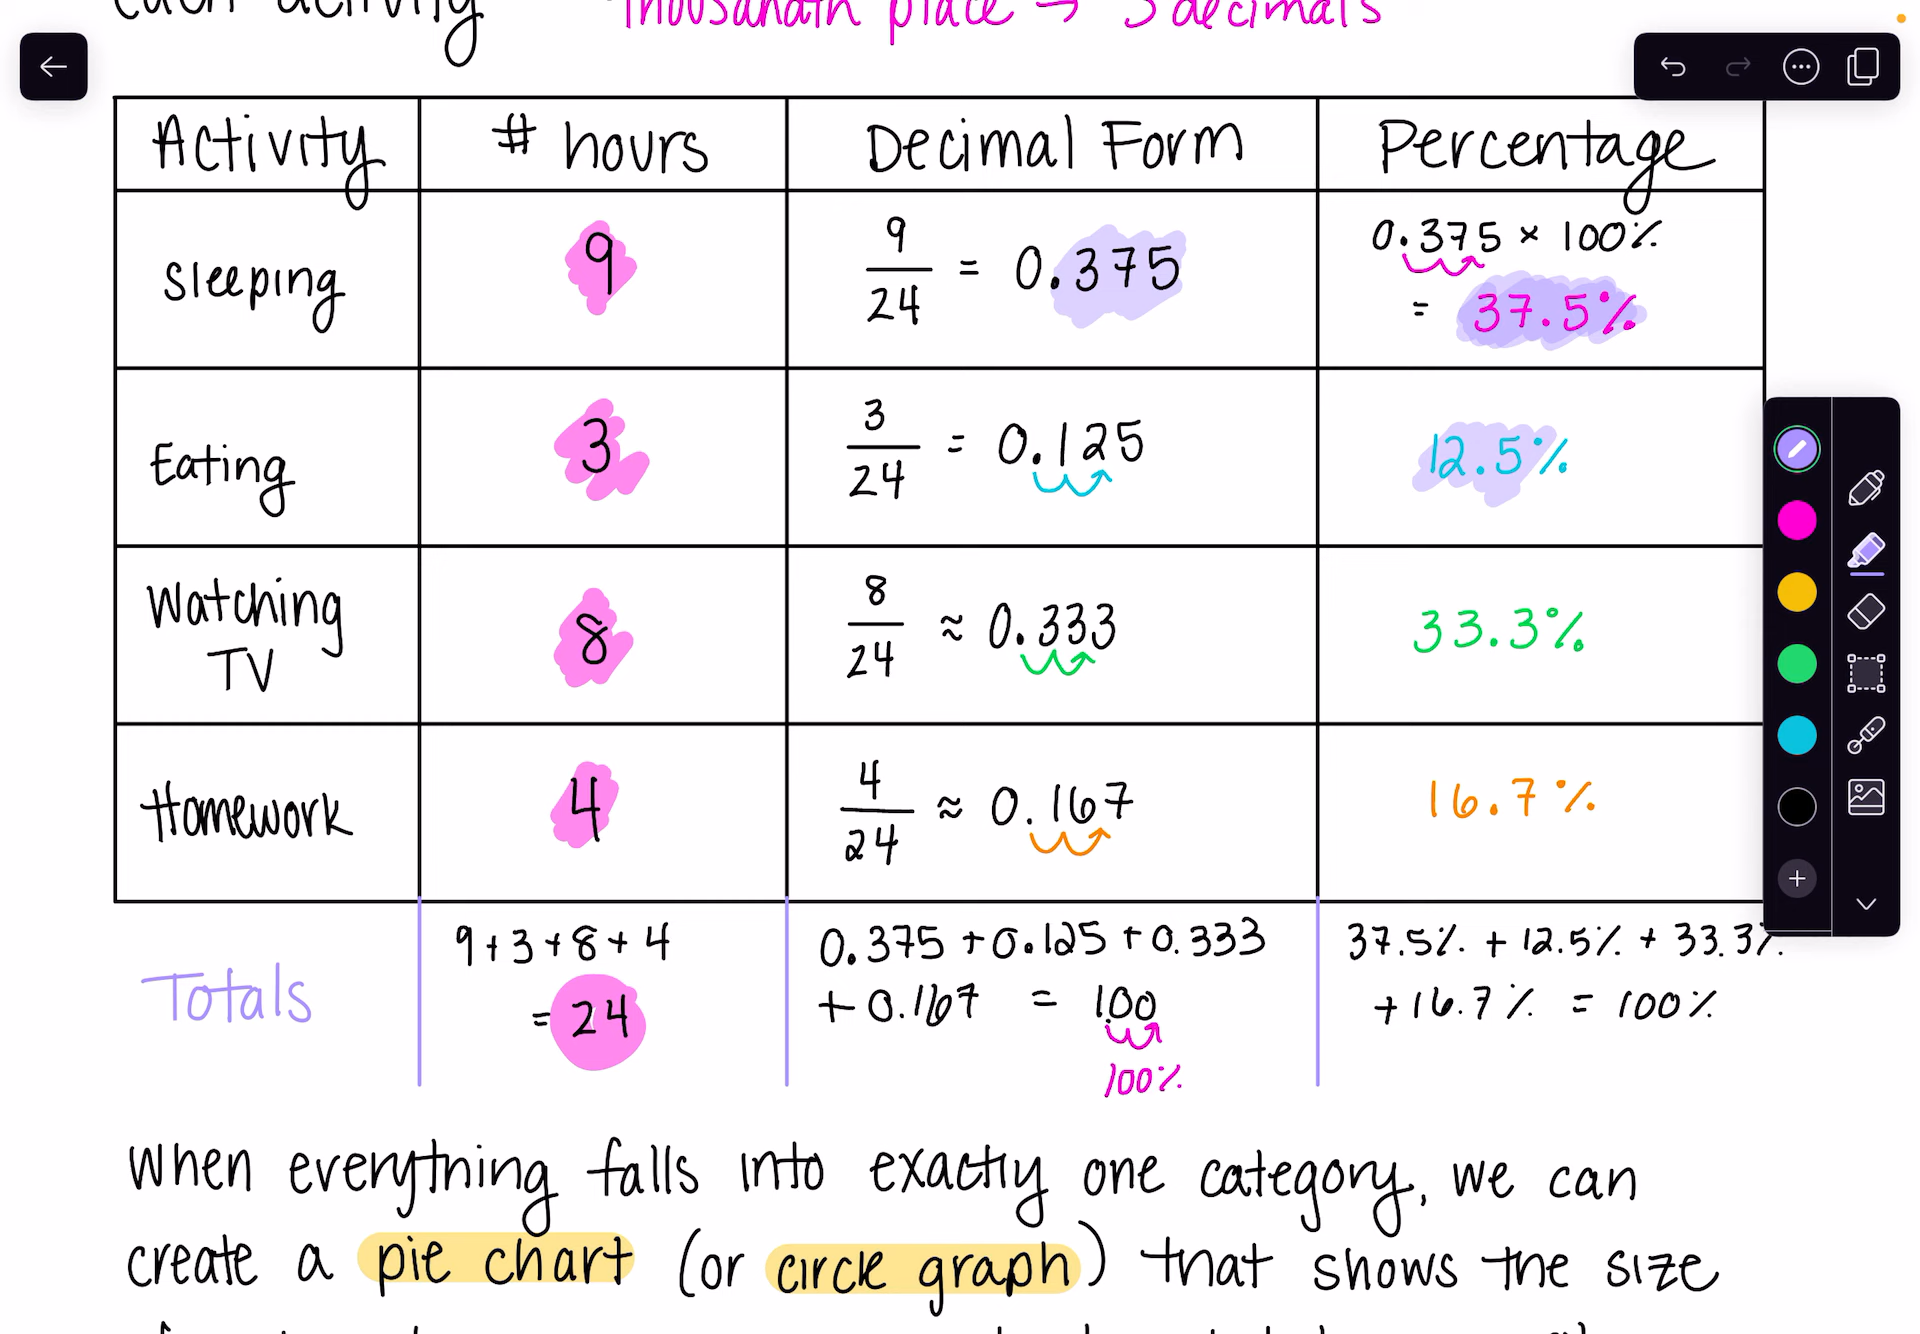 each activity thousandth place → 3 decimals
Activity # hours Decimal Form Percentage
Sleeping 9 9/24 = 0.375 0.375 × 100%
= 37.5%
Eating 3 3/24 = 0.125 12.5%
Watching
TV 8 8/24 ≈ 0.333 33.3%
Homework 4 4/24 ≈ 0.167 16.7%
Totals 9+3+8+4 0.375 + 0.125 + 0.333 37.5% + 12.5% + 33.3%
= 24 + 0.167 = 1.00 + 16.7% = 100%
100%
When everything falls into exactly one category, we can
create a pie chart (or circle graph) that shows the size